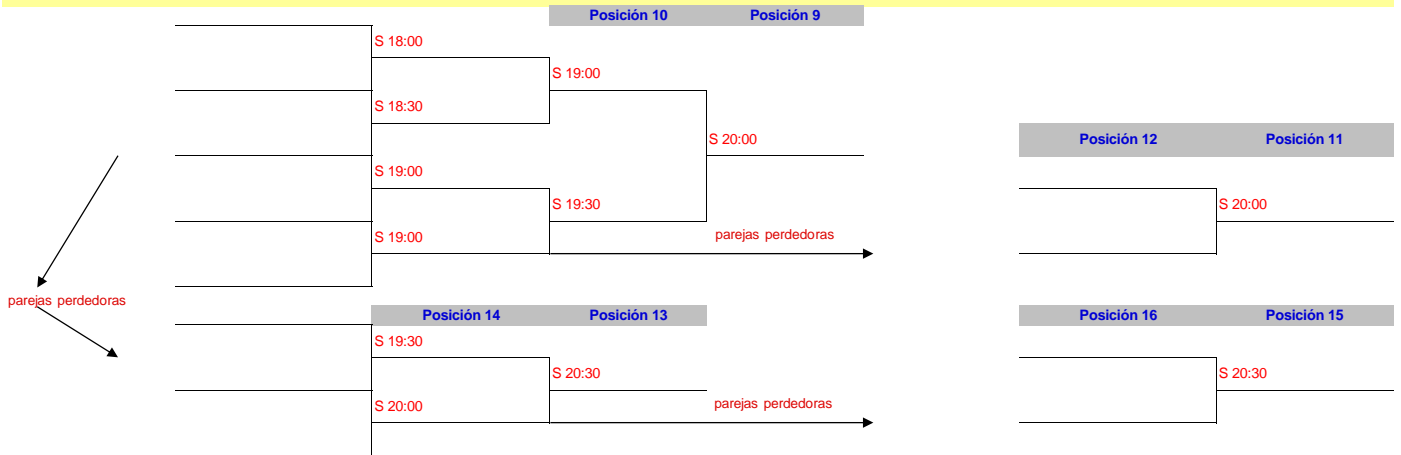 Posición 10 Posición 9
S 18:00
S 19:00
S 18:30
S 20:00
Posición 12 Posición 11
S 19:00
S 19:30
S 20:00
S 19:00
parejas perdedoras
parejas perdedoras
Posición 14 Posición 13
Posición 16 Posición 15
S 19:30
S 20:30
S 20:30
S 20:00
parejas perdedoras